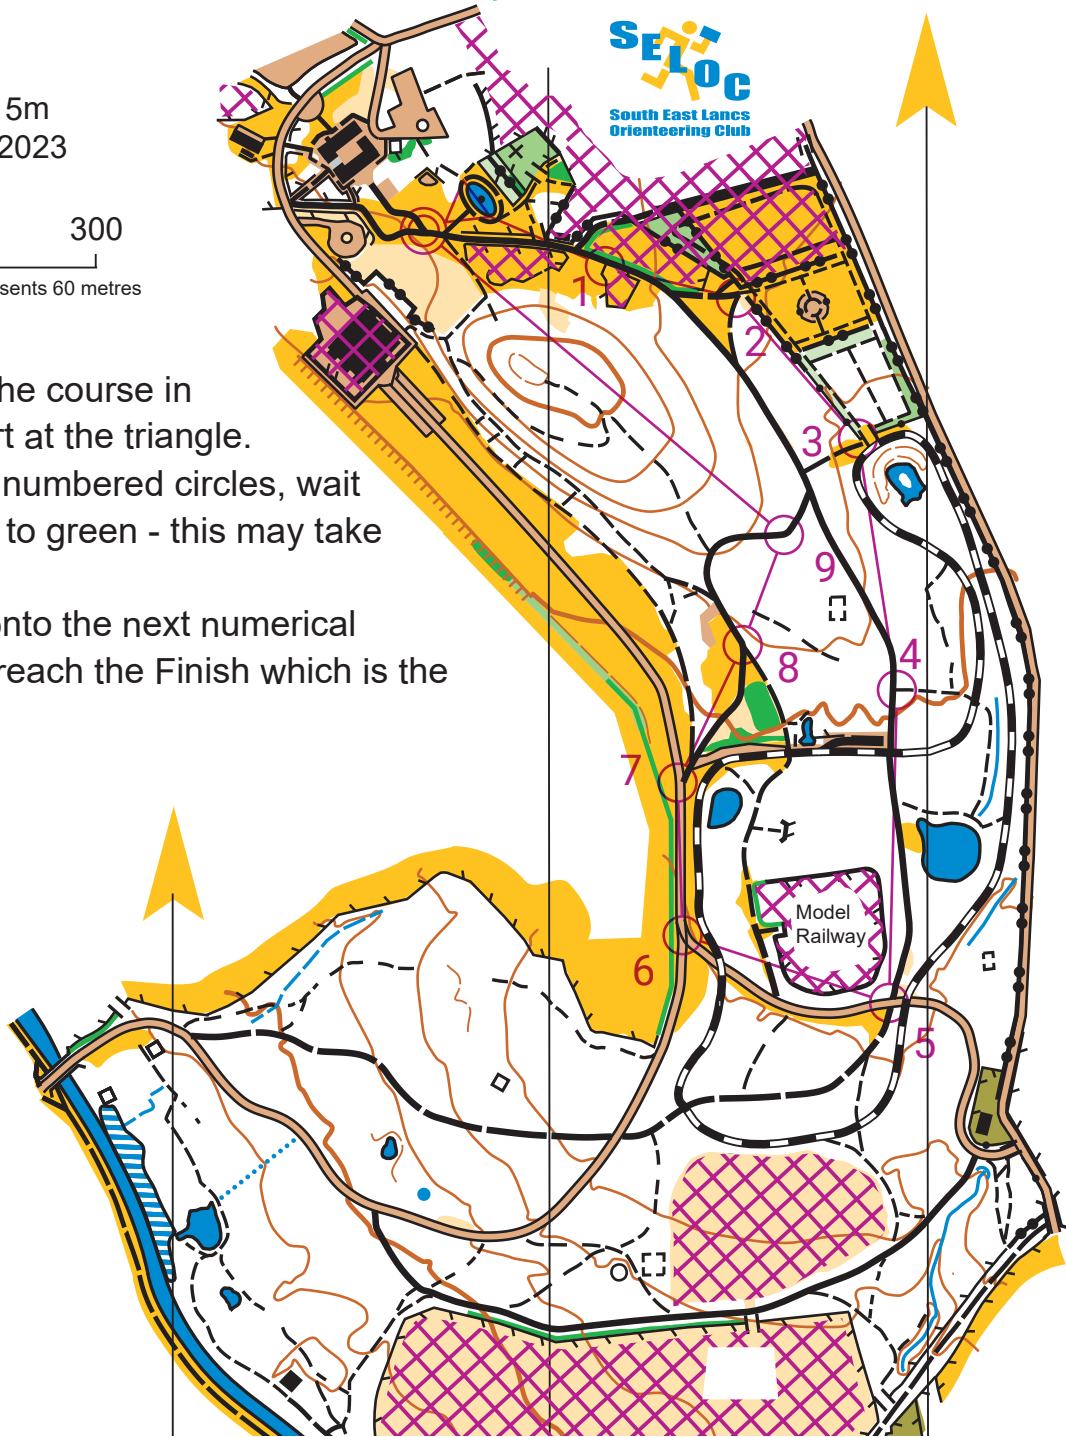 5m
2023
300
sents 60 metres
SELOC
South East Lancs
Orienteering Club
he course in
rt at the triangle.
numbered circles, wait
to green - this may take
onto the next numerical
reach the Finish which is the
1
2
3
9
4
8
7
Model
Railway
6
5